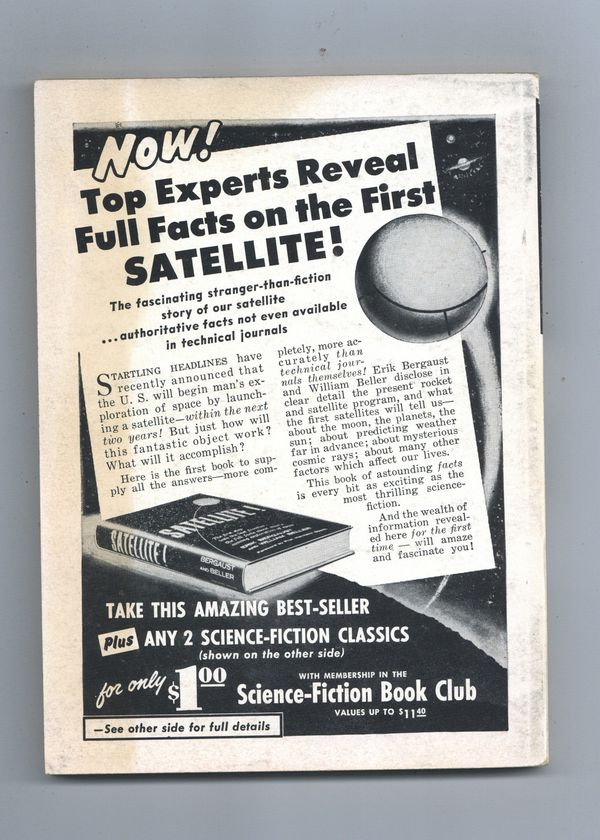 NOW!
Top Experts Reveal
Full Facts on the First
SATELLITE!
The fascinating stranger-than-fiction
story of our satellite
...authoritative facts not even available
in technical journals
STARTLING HEADLINES have
recently announced that
the U. S. will begin man's ex-
ploration of space by launch-
ing a satellite—within the next
two years! But just how will
this fantastic object work?
What will it accomplish?
Here is the first book to sup-
ply all the answers—more com-
pletely, more ac-
curately than
technical jour-
nals themselves! Erik Bergaust
and William Beller disclose in
clear detail the present rocket
and satellite program, and what
the first satellites will tell us—
about the moon, the planets, the
sun; about predicting weather
far in advance; about mysterious
cosmic rays; about many other
factors which affect our lives.
This book of astounding facts
is every bit as exciting as the
most thrilling science-
fiction.
And the wealth of
information reveal-
ed here for the first
time — will amaze
and fascinate you!
SATELLITE!
SATELLITE!
BERGAUST
AND BELLER
TAKE THIS AMAZING BEST-SELLER
Plus ANY 2 SCIENCE-FICTION CLASSICS
(shown on the other side)
for only $1.00
WITH MEMBERSHIP IN THE
Science-Fiction Book Club
VALUES UP TO $11.40
—See other side for full details